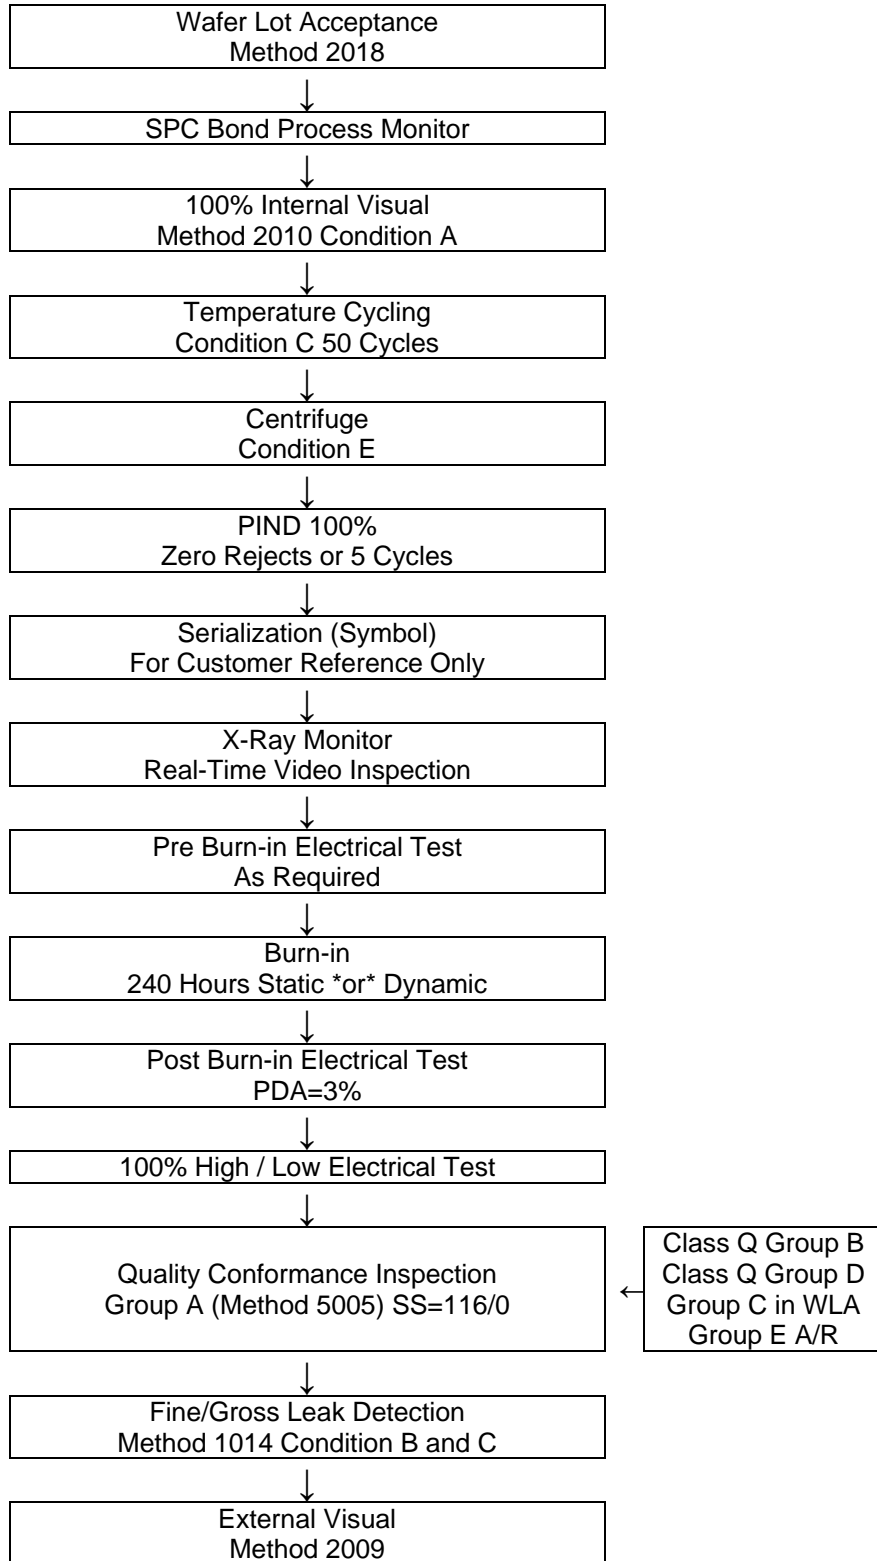 Wafer Lot Acceptance
Method 2018
↓
SPC Bond Process Monitor
↓
100% Internal Visual
Method 2010 Condition A
↓
Temperature Cycling
Condition C 50 Cycles
↓
Centrifuge
Condition E
↓
PIND 100%
Zero Rejects or 5 Cycles
↓
Serialization (Symbol)
For Customer Reference Only
↓
X-Ray Monitor
Real-Time Video Inspection
↓
Pre Burn-in Electrical Test
As Required
↓
Burn-in
240 Hours Static *or* Dynamic
↓
Post Burn-in Electrical Test
PDA=3%
↓
100% High / Low Electrical Test
↓
Quality Conformance Inspection
Group A (Method 5005) SS=116/0
←
Class Q Group B
Class Q Group D
Group C in WLA
Group E A/R
↓
Fine/Gross Leak Detection
Method 1014 Condition B and C
↓
External Visual
Method 2009